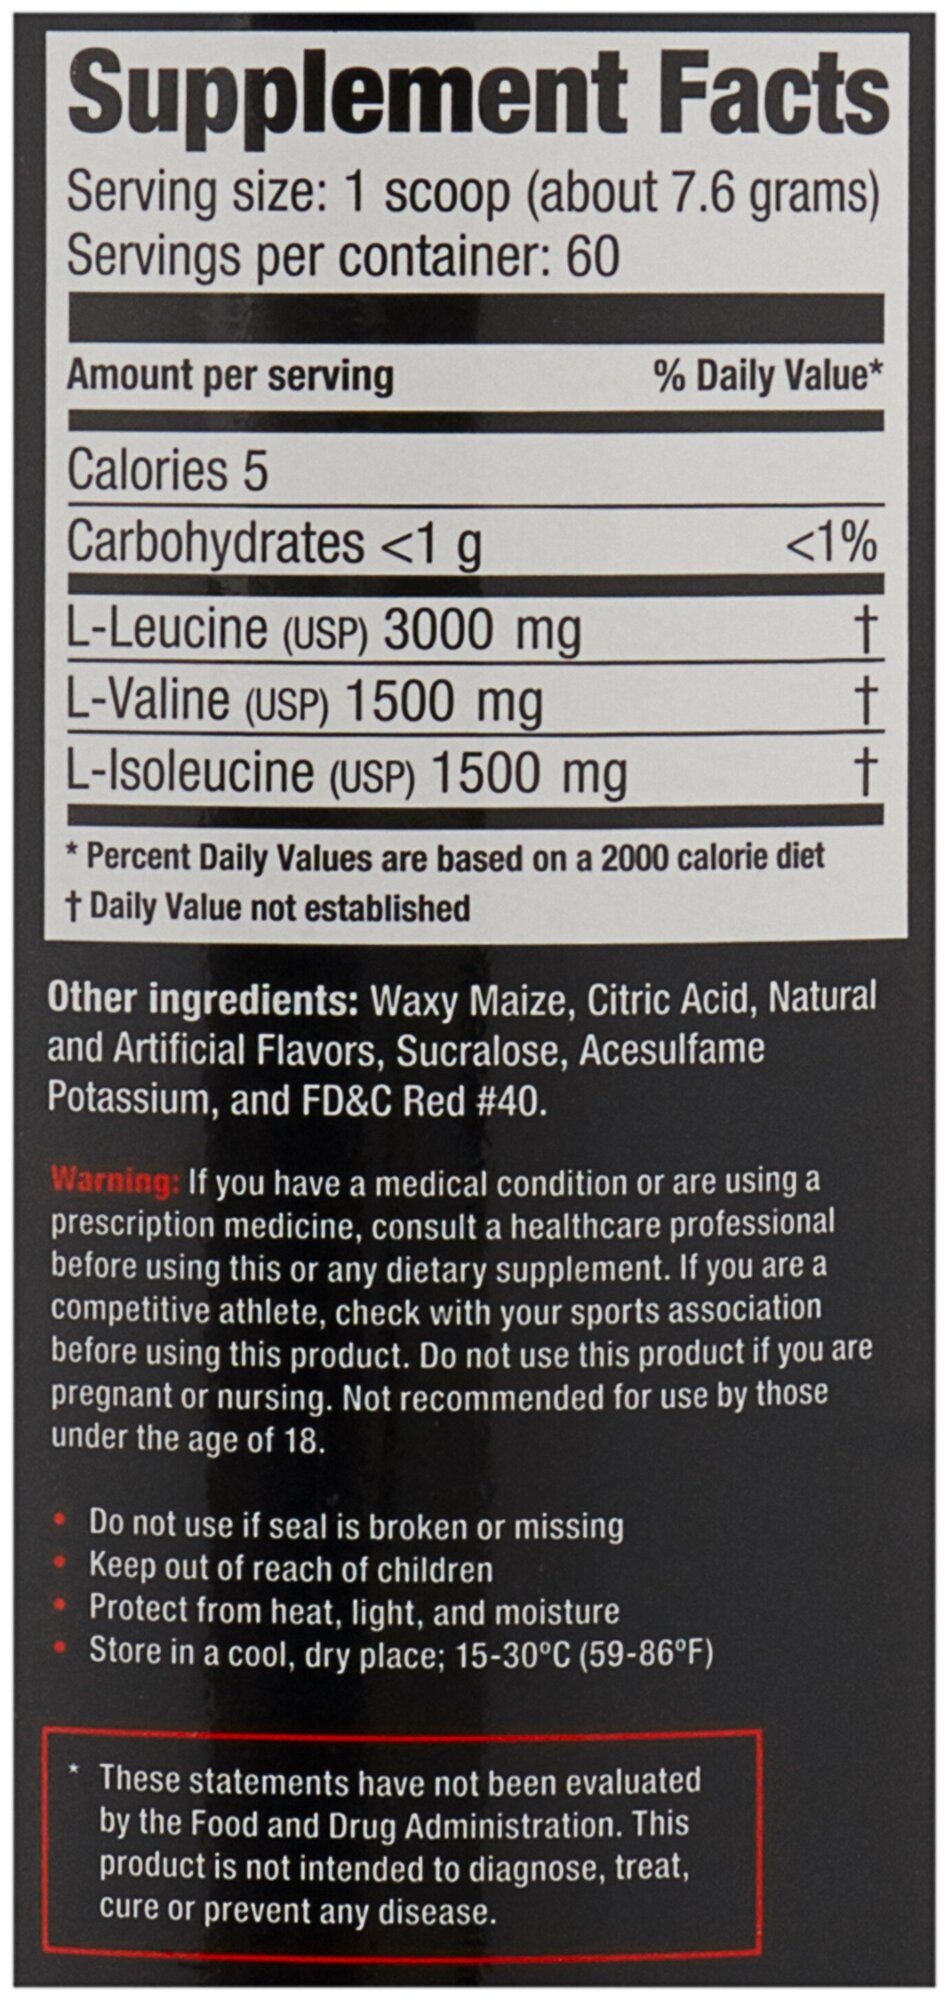 Supplement Facts
Serving size: 1 scoop (about 7.6 grams)
Servings per container: 60
Amount per serving % Daily Value*
Calories 5
Carbohydrates <1 g <1%
L-Leucine (USP) 3000 mg †
L-Valine (USP) 1500 mg †
L-Isoleucine (USP) 1500 mg †
* Percent Daily Values are based on a 2000 calorie diet
† Daily Value not established
Other ingredients: Waxy Maize, Citric Acid, Natural
and Artificial Flavors, Sucralose, Acesulfame
Potassium, and FD&C Red #40.
Warning: If you have a medical condition or are using a
prescription medicine, consult a healthcare professional
before using this or any dietary supplement. If you are a
competitive athlete, check with your sports association
before using this product. Do not use this product if you are
pregnant or nursing. Not recommended for use by those
under the age of 18.
• Do not use if seal is broken or missing
• Keep out of reach of children
• Protect from heat, light, and moisture
• Store in a cool, dry place; 15-30ºC (59-86ºF)
* These statements have not been evaluated
by the Food and Drug Administration. This
product is not intended to diagnose, treat,
cure or prevent any disease.